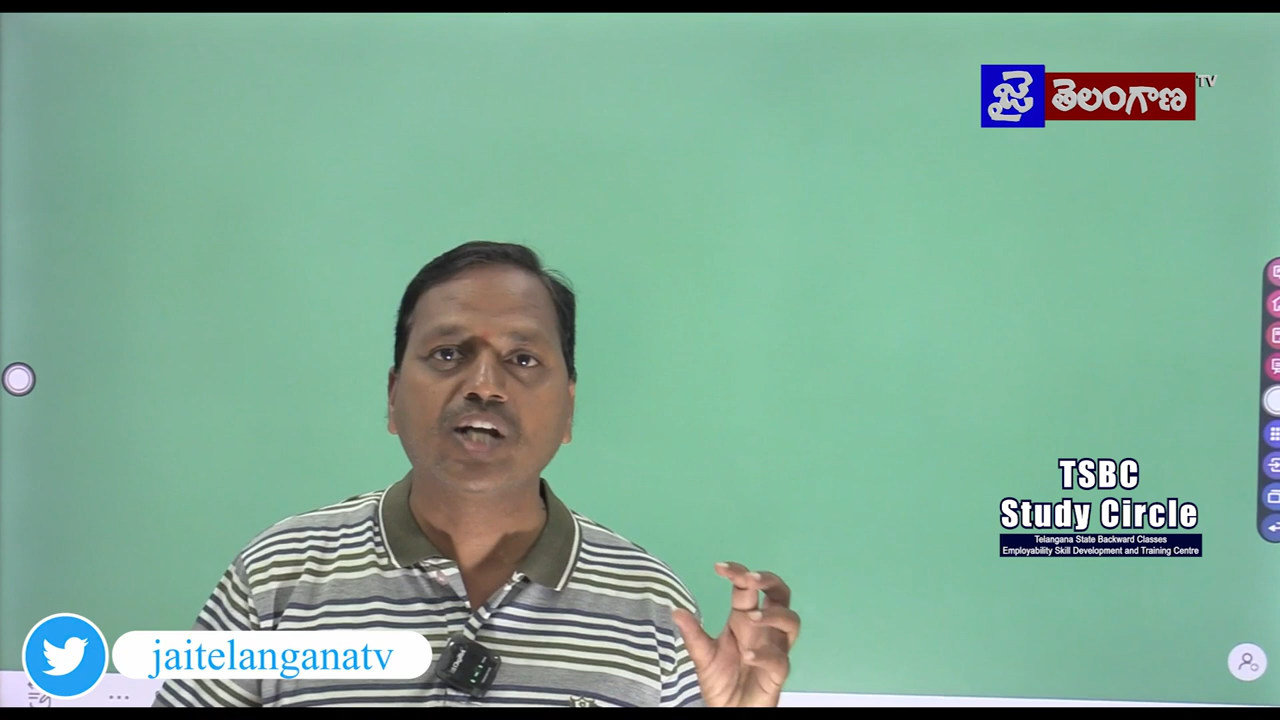 జై తెలంగాణ TV
TSBC
Study Circle
Telangana State Backward Classes
Employability Skill Development and Training Centre
jaitelanganatv